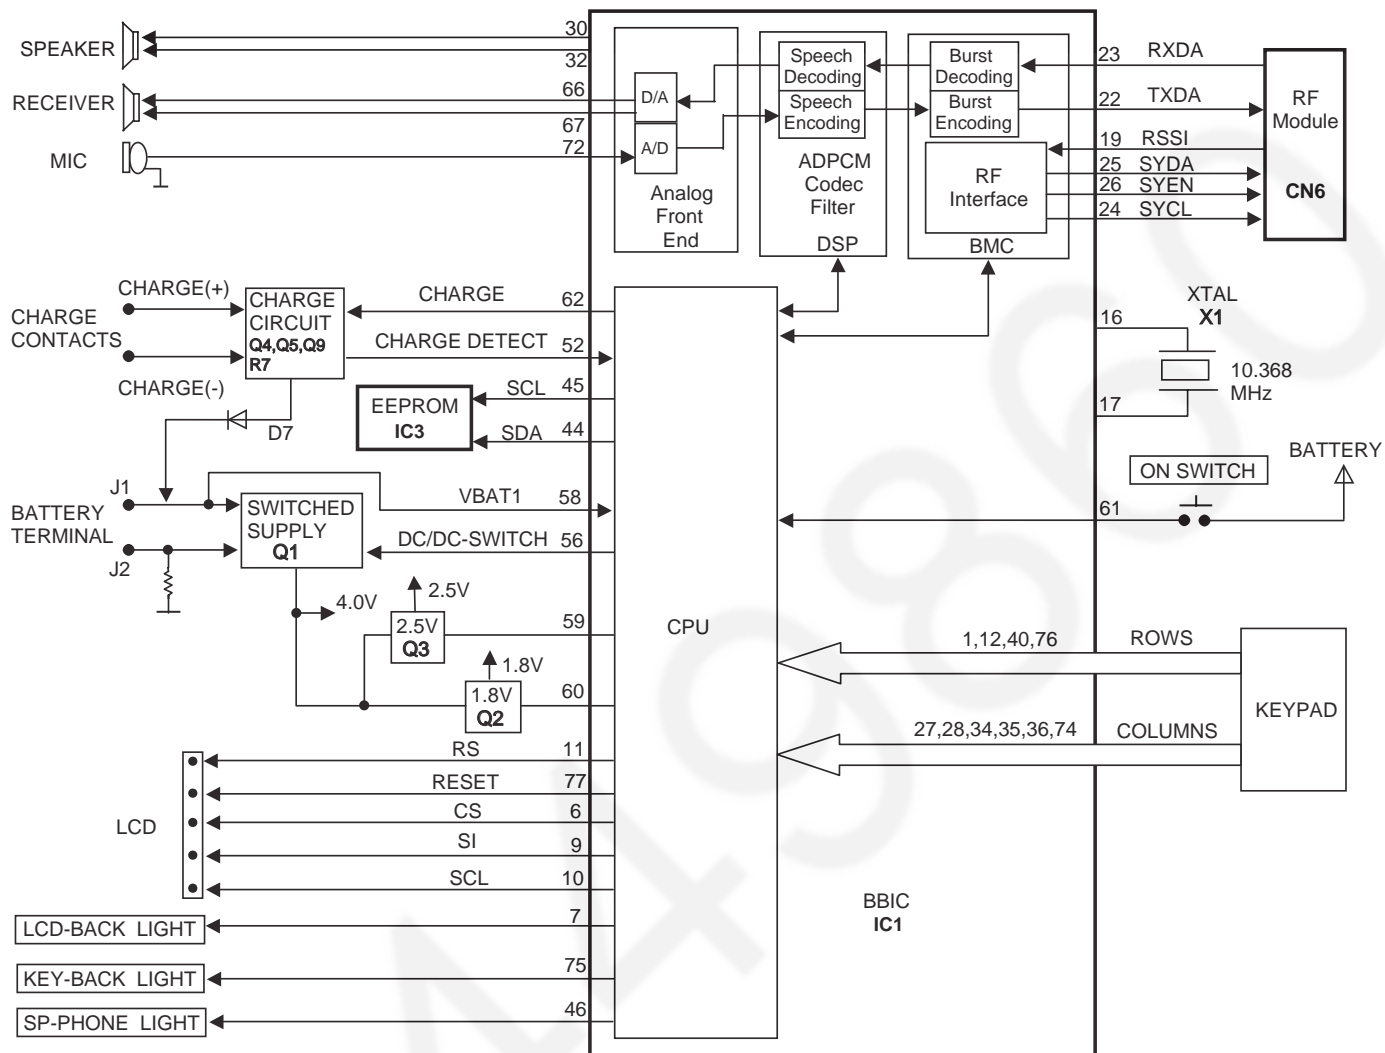 SPEAKER
30
32
RECEIVER
66
67
MIC
72
D/A
A/D
Analog
Front
End
Speech
Decoding
Speech
Encoding
ADPCM
Codec
Filter
DSP
Burst
Decoding
Burst
Encoding
RF
Interface
BMC
23 RXDA
22 TXDA
19 RSSI
25 SYDA
26 SYEN
24 SYCL
RF
Module
CN6
CHARGE
CONTACTS
CHARGE(+)
CHARGE(-)
CHARGE
CIRCUIT
Q4,Q5,Q9
R7
CHARGE 62
CHARGE DETECT 52
D7
EEPROM
IC3
SCL 45
SDA 44
16
17
XTAL
X1
10.368
MHz
BATTERY
TERMINAL
J1
J2
SWITCHED
SUPPLY
Q1
VBAT1 58
DC/DC-SWITCH 56
ON SWITCH
BATTERY
61
4.0V
2.5V
2.5V
Q3
59
1.8V
1.8V
Q2
60
CPU
1,12,40,76 ROWS
27,28,34,35,36,74 COLUMNS
KEYPAD
LCD
RS 11
RESET 77
CS 6
SI 9
SCL 10
LCD-BACK LIGHT
7
KEY-BACK LIGHT
75
SP-PHONE LIGHT
46
BBIC
IC1